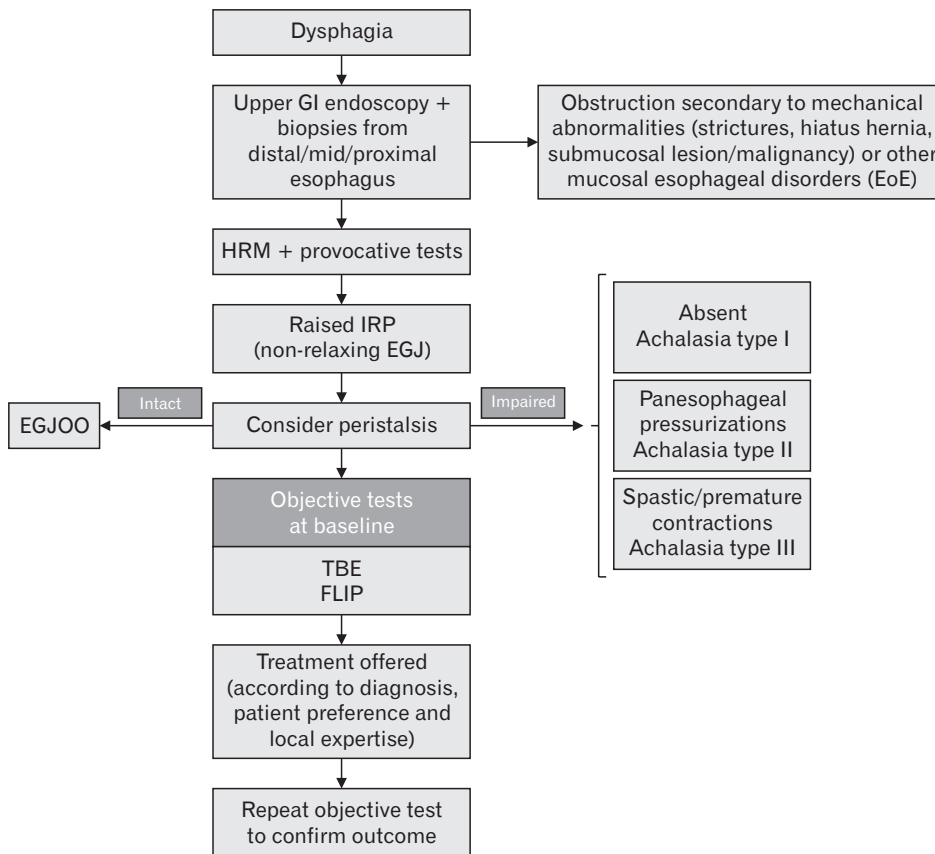 Dysphagia
Upper GI endoscopy +
biopsies from
distal/mid/proximal
esophagus
Obstruction secondary to mechanical
abnormalities (strictures, hiatus hernia,
submucosal lesion/malignancy) or other
mucosal esophageal disorders (EoE)
HRM + provocative tests
Raised IRP
(non-relaxing EGJ)
EGJOO
Intact
Consider peristalsis
Impaired
Absent
Achalasia type I
Panesophageal
pressurizations
Achalasia type II
Spastic/premature
contractions
Achalasia type III
Objective tests
at baseline
TBE
FLIP
Treatment offered
(according to diagnosis,
patient preference and
local expertise)
Repeat objective test
to confirm outcome